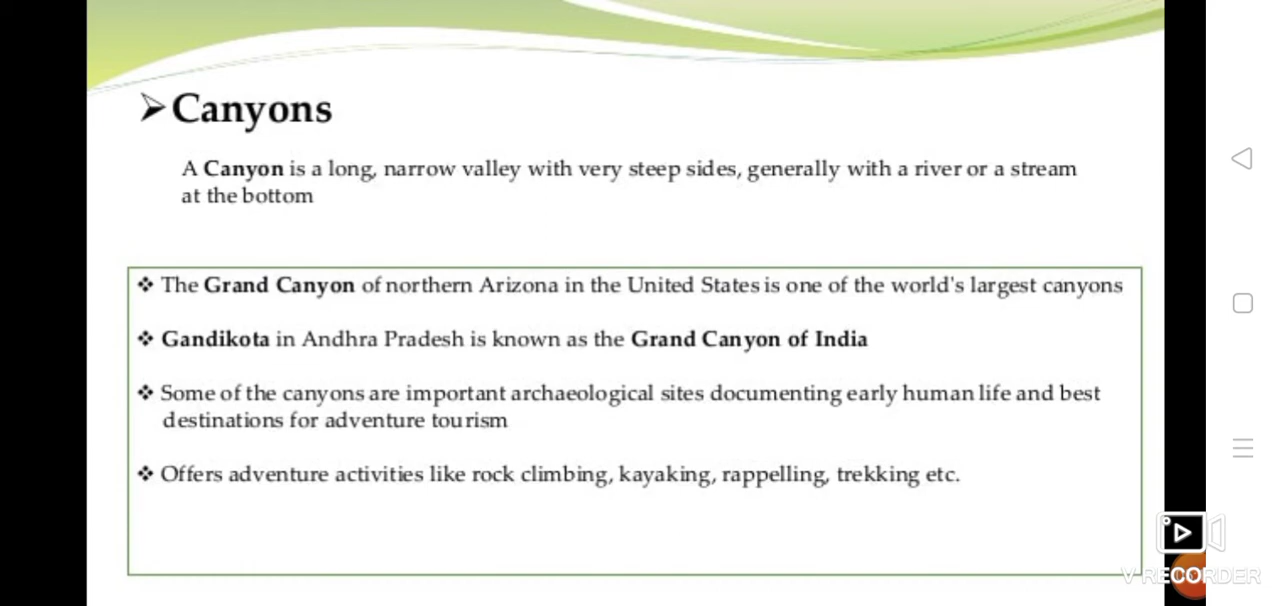 ➢Canyons
A Canyon is a long, narrow valley with very steep sides, generally with a river or a stream
at the bottom
❖ The Grand Canyon of northern Arizona in the United States is one of the world's largest canyons
❖ Gandikota in Andhra Pradesh is known as the Grand Canyon of India
❖ Some of the canyons are important archaeological sites documenting early human life and best
destinations for adventure tourism
❖ Offers adventure activities like rock climbing, kayaking, rappelling, trekking etc.
V RECORDER